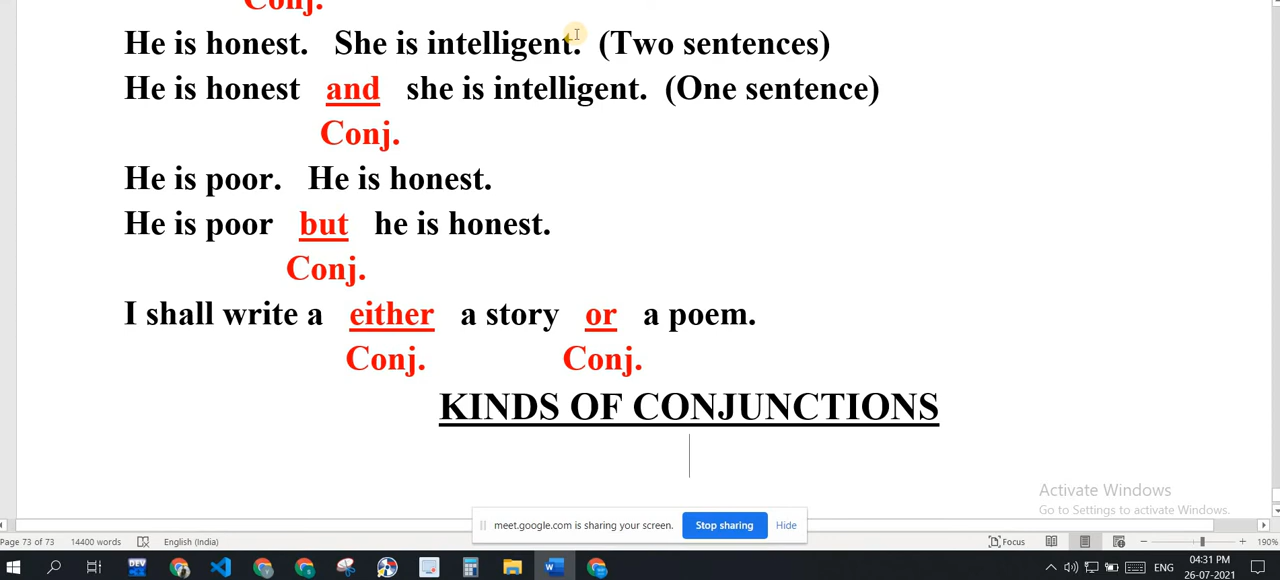 Conj.
He is honest. She is intelligent. (Two sentences)
He is honest and she is intelligent. (One sentence)
Conj.
He is poor. He is honest.
He is poor but he is honest.
Conj.
I shall write a either a story or a poem.
Conj. Conj.
KINDS OF CONJUNCTIONS
Activate Windows
Go to Settings to activate Windows.
meet.google.com is sharing your screen. Stop sharing Hide
Page 73 of 73 14400 words English (India) Focus 190%
DEV W ENG 04:31 PM
26-07-2021